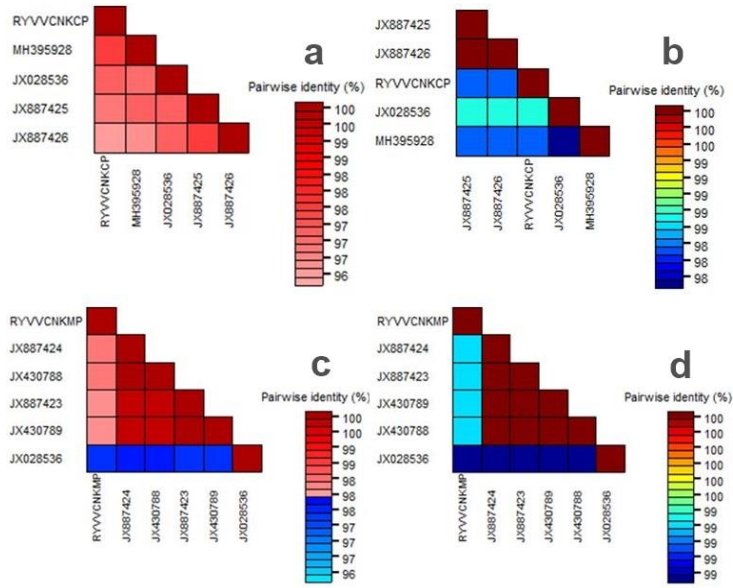 a
RYVVCNKCP
MH395928
JX028536
JX887425
JX887426
RYVVCNKCP
MH395928
JX028536
JX887425
JX887426
Pairwise identity (%)
100
100
99
99
98
98
97
97
96
b
JX887425
JX887426
RYVVCNKCP
JX028536
MH395928
JX887425
JX887426
RYVVCNKCP
JX028536
MH395928
Pairwise identity (%)
100
100
100
99
99
99
99
98
98
98
c
RYVVCNKMP
JX887424
JX430788
JX887423
JX430789
JX028536
RYVVCNKMP
JX887424
JX430788
JX887423
JX430789
JX028536
Pairwise identity (%)
100
100
99
99
98
98
97
97
96
d
RYVVCNKMP
JX887424
JX887423
JX430789
JX430788
JX028536
RYVVCNKMP
JX887424
JX887423
JX430789
JX430788
JX028536
Pairwise identity (%)
100
100
100
100
100
100
99
99
99
99